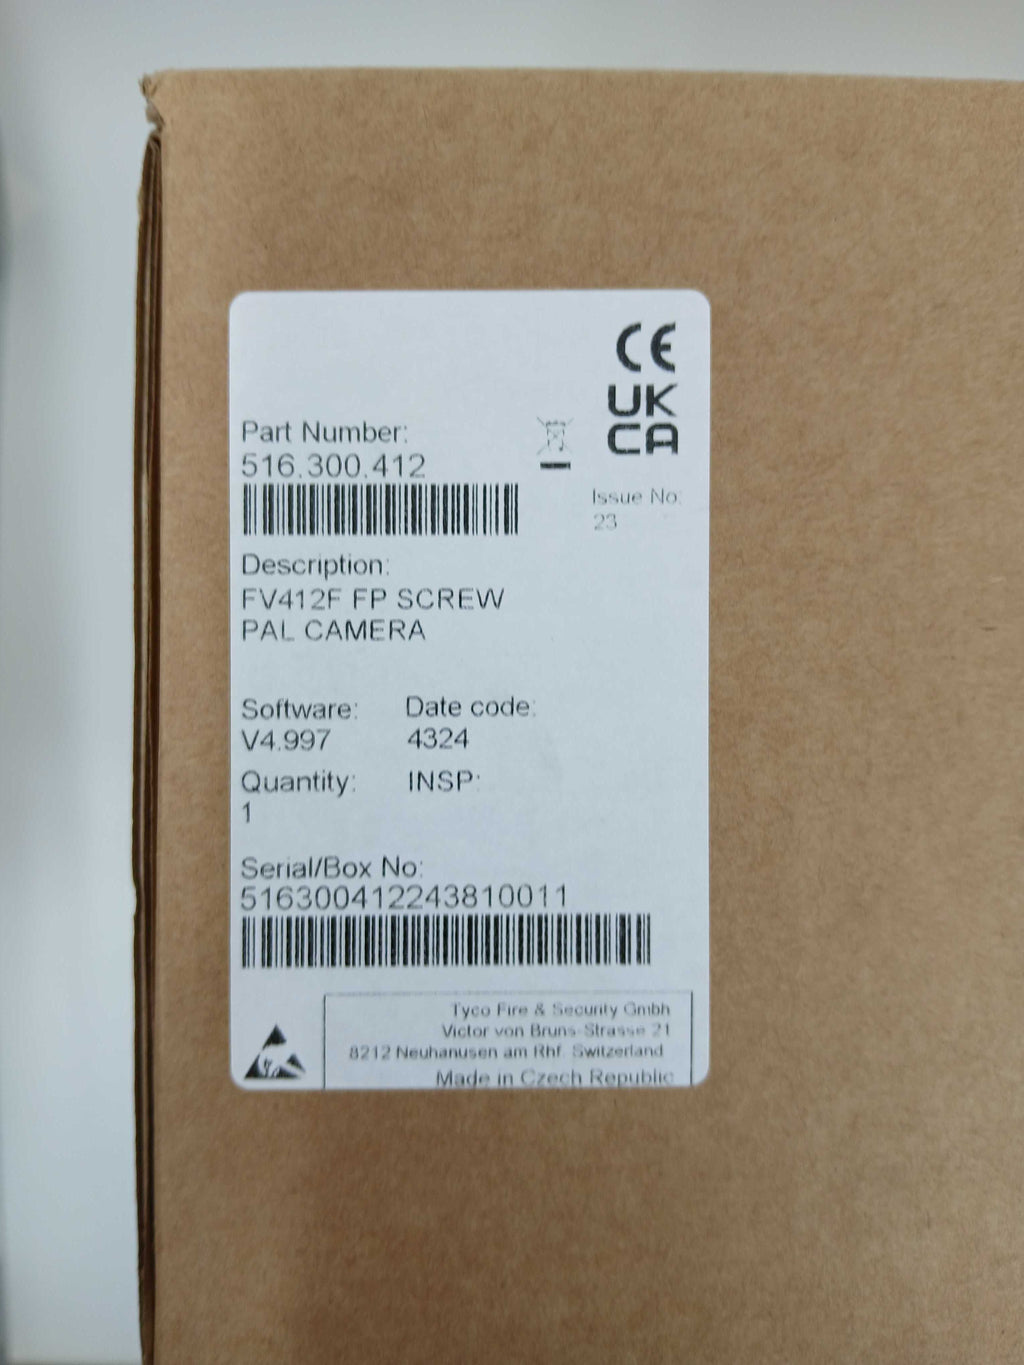 CE
UK
CA
Part Number:
516.300.412
Issue No:
23
Description:
FV412F FP SCREW
PAL CAMERA
Software:
Date code:
V4.997
4324
Quantity:
INSP:
1
Serial/Box No:
516300412243810011
Tyco Fire & Security Gmbh
Victor von Bruns-Strasse 21
8212 Neuhanusen am Rhf. Switzerland
Made in Czech Republic